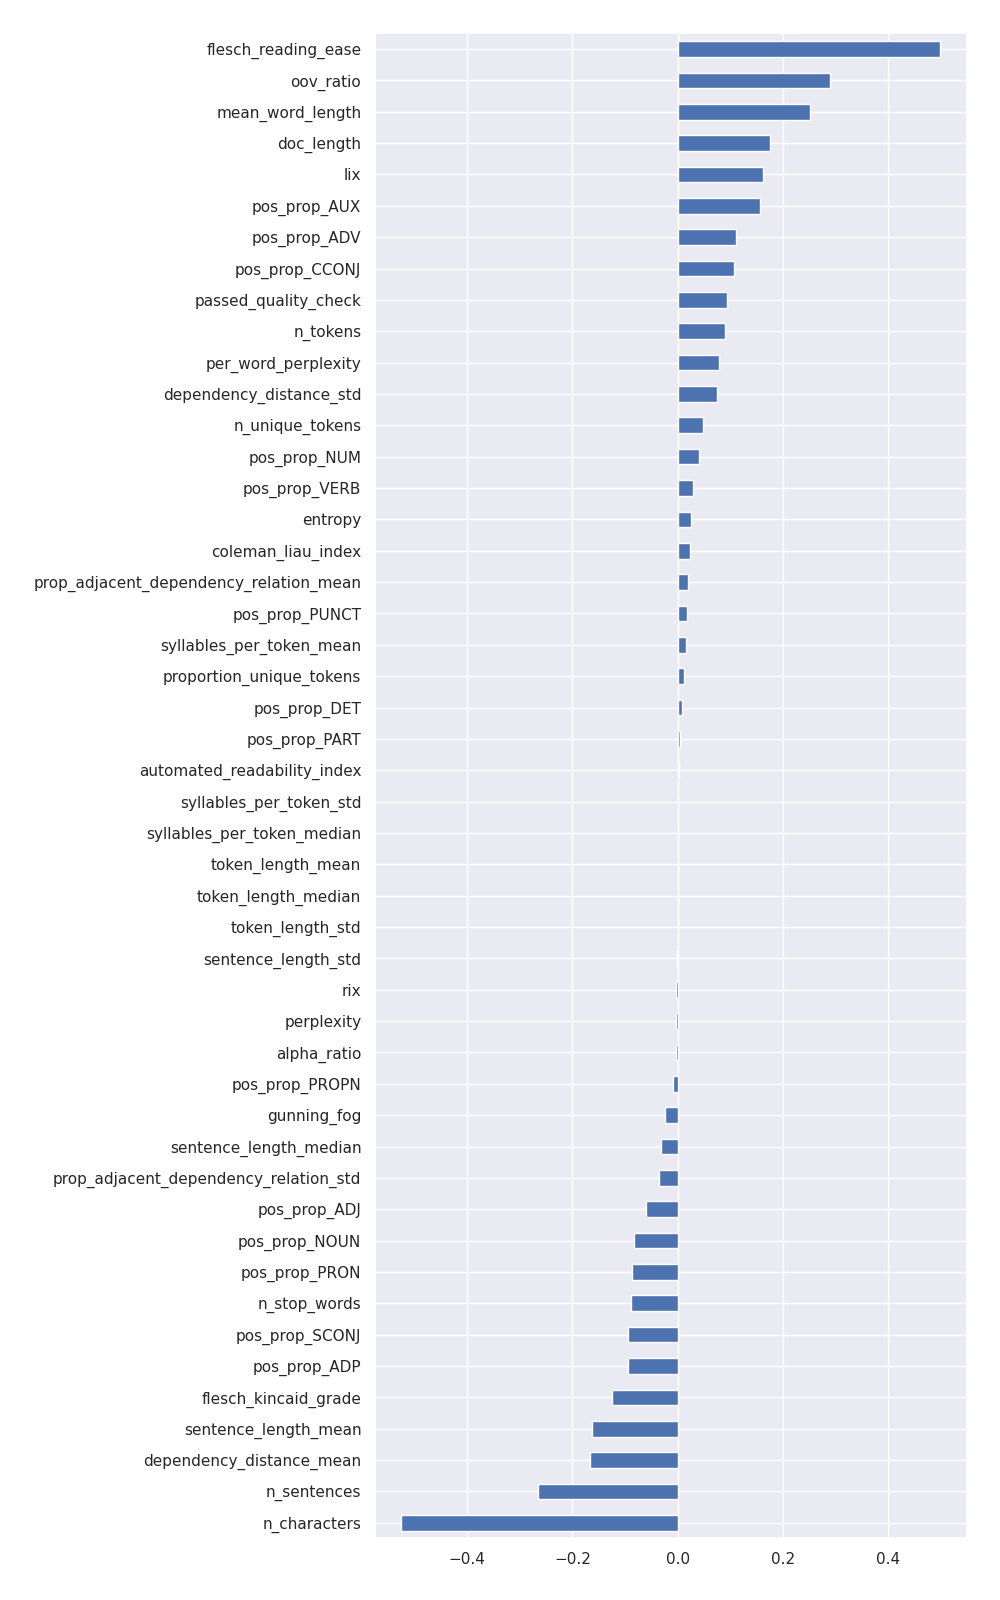 flesch_reading_ease
oov_ratio
mean_word_length
doc_length
lix
pos_prop_AUX
pos_prop_ADV
pos_prop_CCONJ
passed_quality_check
n_tokens
per_word_perplexity
dependency_distance_std
n_unique_tokens
pos_prop_NUM
pos_prop_VERB
entropy
coleman_liau_index
prop_adjacent_dependency_relation_mean
pos_prop_PUNCT
syllables_per_token_mean
proportion_unique_tokens
pos_prop_DET
pos_prop_PART
automated_readability_index
syllables_per_token_std
syllables_per_token_median
token_length_mean
token_length_median
token_length_std
sentence_length_std
rix
perplexity
alpha_ratio
pos_prop_PROPN
gunning_fog
sentence_length_median
prop_adjacent_dependency_relation_std
pos_prop_ADJ
pos_prop_NOUN
pos_prop_PRON
n_stop_words
pos_prop_SCONJ
pos_prop_ADP
flesch_kincaid_grade
sentence_length_mean
dependency_distance_mean
n_sentences
n_characters
−0.4 −0.2 0.0 0.2 0.4